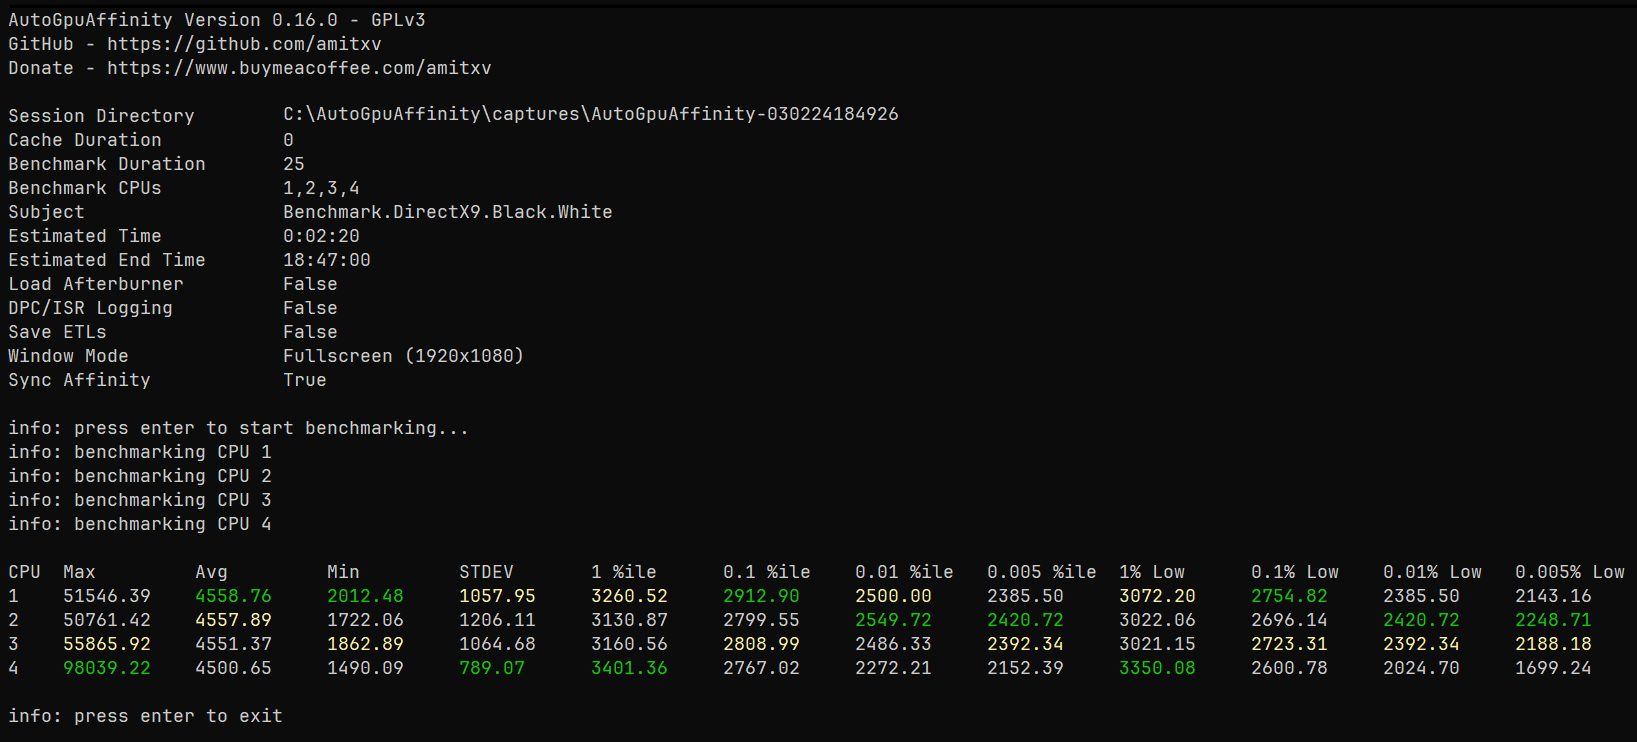 AutoGpuAffinity Version 0.16.0 - GPLv3
GitHub - https://github.com/amitxv
Donate - https://www.buymeacoffee.com/amitxv
Session Directory C:\AutoGpuAffinity\captures\AutoGpuAffinity-030224184926
Cache Duration 0
Benchmark Duration 25
Benchmark CPUs 1,2,3,4
Subject Benchmark.DirectX9.Black.White
Estimated Time 0:02:20
Estimated End Time 18:47:00
Load Afterburner False
DPC/ISR Logging False
Save ETLs False
Window Mode Fullscreen (1920x1080)
Sync Affinity True
info: press enter to start benchmarking...
info: benchmarking CPU 1
info: benchmarking CPU 2
info: benchmarking CPU 3
info: benchmarking CPU 4
CPU Max Avg Min STDEV 1 %ile 0.1 %ile 0.01 %ile 0.005 %ile 1% Low 0.1% Low 0.01% Low 0.005% Low
1 51546.39 4558.76 2012.48 1057.95 3260.52 2912.90 2500.00 2385.50 3072.20 2754.82 2385.50 2143.16
2 50761.42 4557.89 1722.06 1206.11 3130.87 2799.55 2549.72 2420.72 3022.06 2696.14 2420.72 2248.71
3 55865.92 4551.37 1862.89 1064.68 3160.56 2808.99 2486.33 2392.34 3021.15 2723.31 2392.34 2188.18
4 98039.22 4500.65 1490.09 789.07 3401.36 2767.02 2272.21 2152.39 3350.08 2600.78 2024.70 1699.24
info: press enter to exit